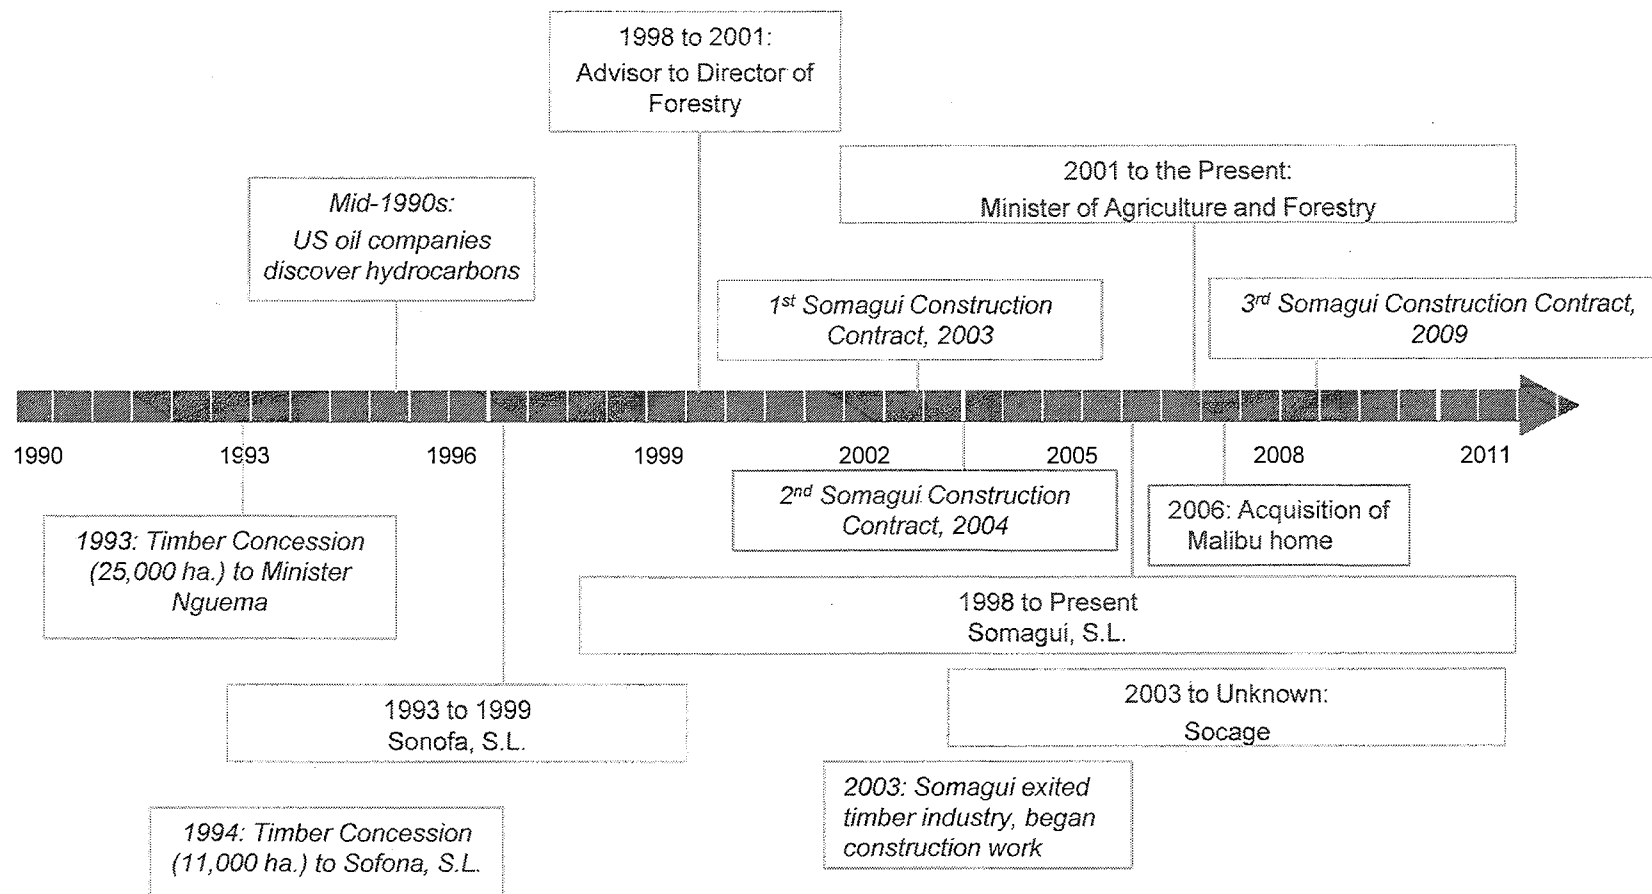 1998 to 2001:
Advisor to Director of
Forestry
2001 to the Present:
Minister of Agriculture and Forestry
Mid-1990s:
US oil companies
discover hydrocarbons
1st Somagui Construction
Contract, 2003
3rd Somagui Construction Contract,
2009
1990
1993
1996
1999
2002
2005
2008
2011
2nd Somagui Construction
Contract, 2004
2006: Acquisition of
Malibu home
1993: Timber Concession
(25,000 ha.) to Minister
Nguema
1998 to Present
Somagui, S.L.
1993 to 1999
Sonofa, S.L.
2003 to Unknown:
Socage
2003: Somagui exited
timber industry, began
construction work
1994: Timber Concession
(11,000 ha.) to Sofona, S.L.